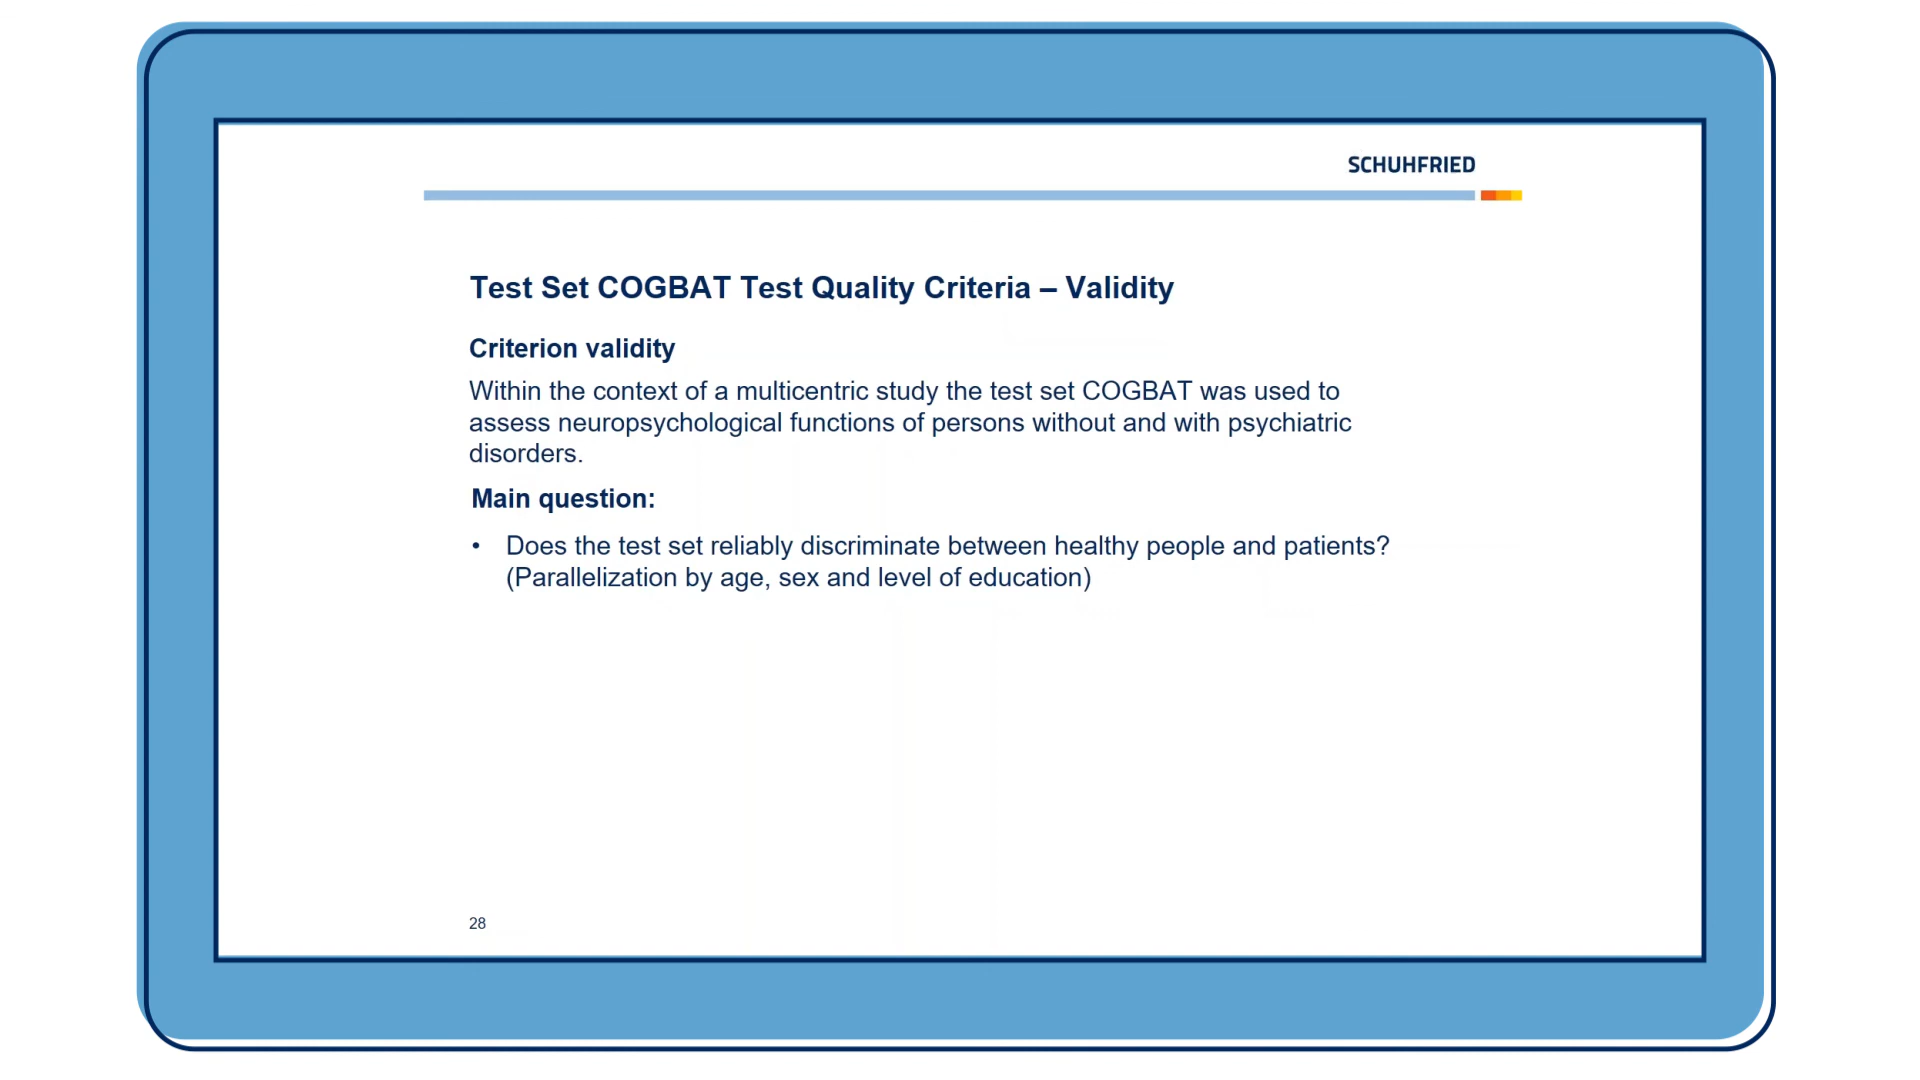 SCHUHFRIED
Test Set COGBAT Test Quality Criteria – Validity
Criterion validity
Within the context of a multicentric study the test set COGBAT was used to
assess neuropsychological functions of persons without and with psychiatric
disorders.
Main question:
• Does the test set reliably discriminate between healthy people and patients?
(Parallelization by age, sex and level of education)
28